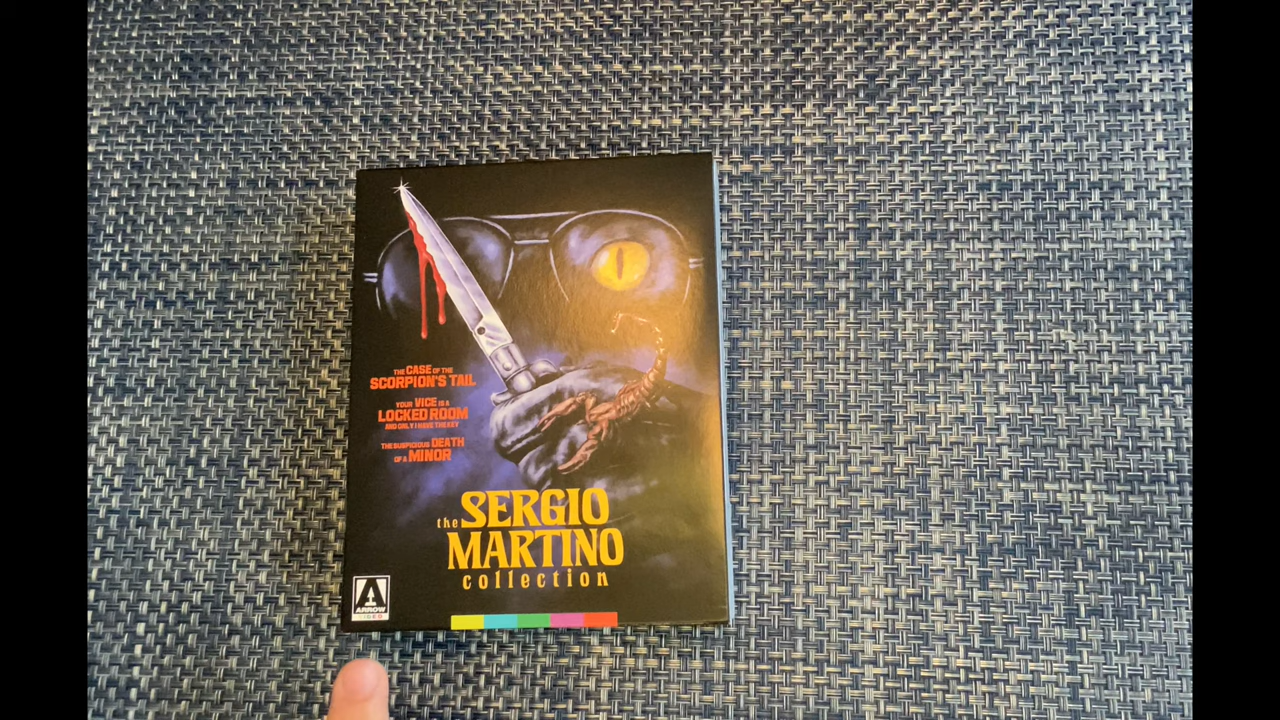 THE CASE OF THE
SCORPION'S TAIL
YOUR VICE IS A
LOCKED ROOM
AND ONLY I HAVE THE KEY
THE SUSPICIOUS DEATH
OF A MINOR
the SERGIO
MARTINO
collection
A
ARROW
VIDEO